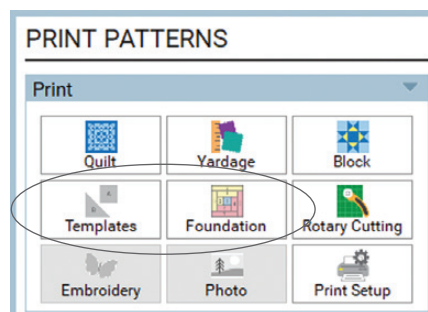 PRINT PATTERNS
Print
Quilt Yardage Block
Templates Foundation Rotary Cutting
Embroidery Photo Print Setup